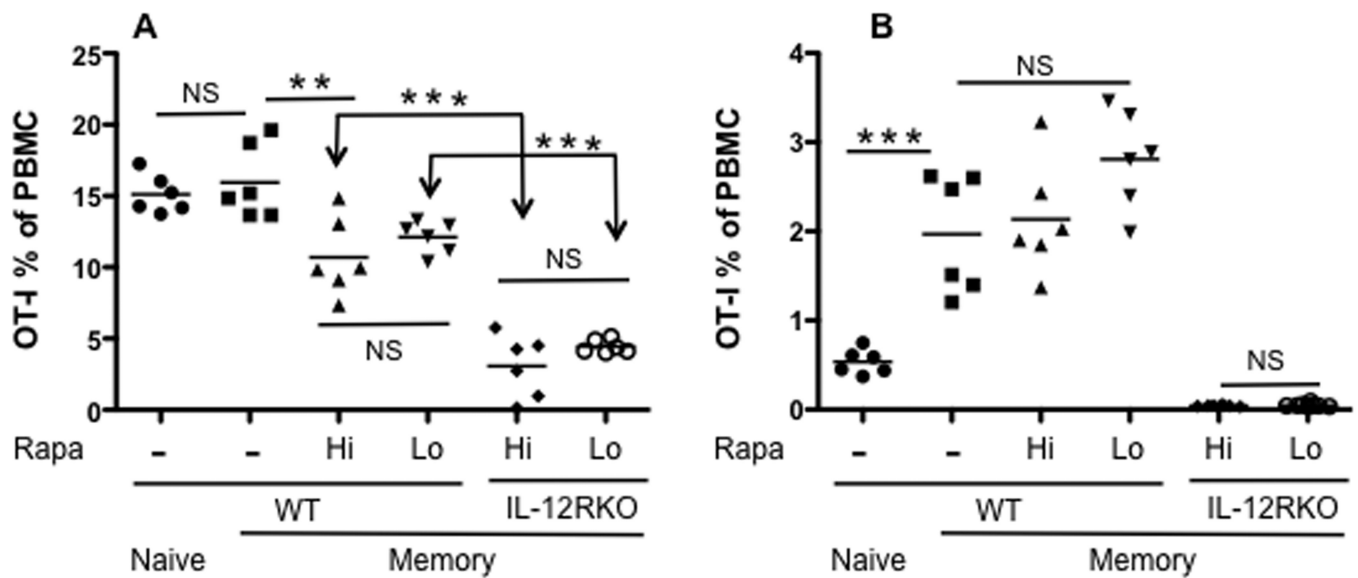 A
OT-I % of PBMC
25
20
15
10
5
0
NS
**
***
***
NS
NS
Rapa - - Hi Lo Hi Lo
WT IL-12RKO
Naive Memory
B
OT-I % of PBMC
4
3
2
1
0
***
NS
NS
Rapa - - Hi Lo Hi Lo
WT IL-12RKO
Naive Memory